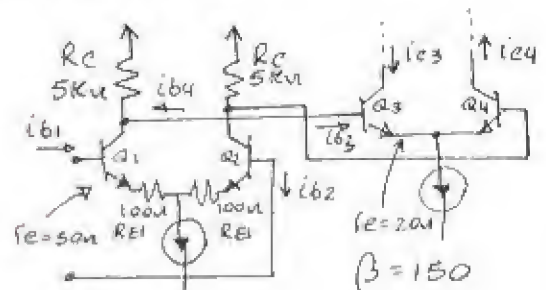 RC
5KΩ
RC
5KΩ
ib4
ic3
ic4
ib1
Q1
Q2
ib3
Q3
Q4
ib2
100Ω
RE1
100Ω
RE1
re=50Ω
re=20Ω
β=150